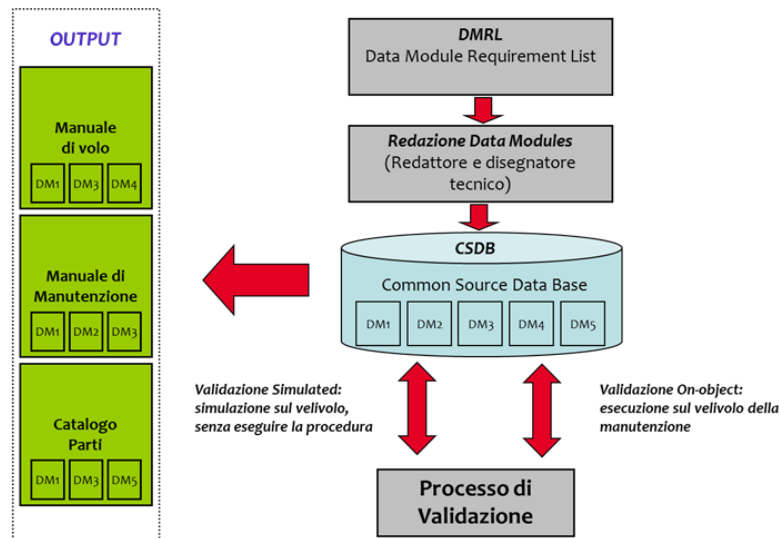 OUTPUT
Manuale
di volo
DM1 DM3 DM4
Manuale di
Manutenzione
DM1 DM2 DM3
Catalogo
Parti
DM1 DM3 DM5
DMRL
Data Module Requirement List
Redazione Data Modules
(Redattore e disegnatore
tecnico)
CSDB
Common Source Data Base
DM1 DM2 DM3 DM4 DM5
Validazione Simulated:
simulazione sul velivolo,
senza eseguire la procedura
Validazione On-object:
esecuzione sul velivolo della
manutenzione
Processo di
Validazione